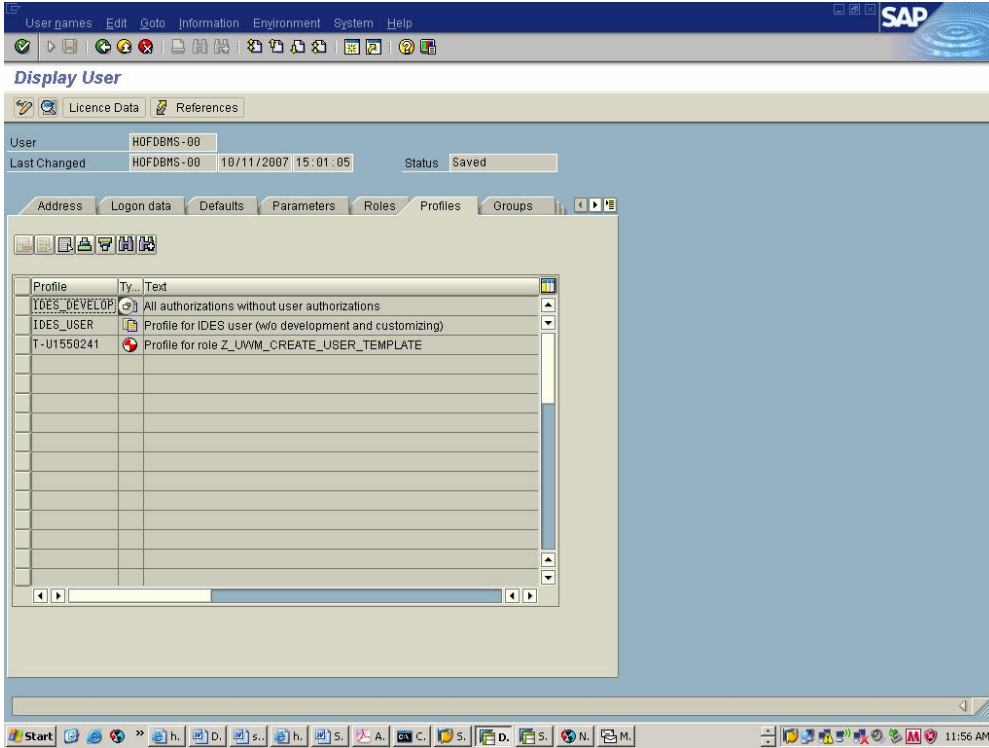 User names Edit Goto Information Environment System Help
SAP
Display User
Licence Data References
User HOFDBMS-00
Last Changed HOFDBMS-00 10/11/2007 15:01:05 Status Saved
Address Logon data Defaults Parameters Roles Profiles Groups
Profile Ty... Text
IDES_DEVELOP All authorizations without user authorizations
IDES_USER Profile for IDES user (w/o development and customizing)
T-U1550241 Profile for role Z_UWM_CREATE_USER_TEMPLATE
Start » h. D. s.. h. S. A. C. S. D. S. N. M. 11:56 AM